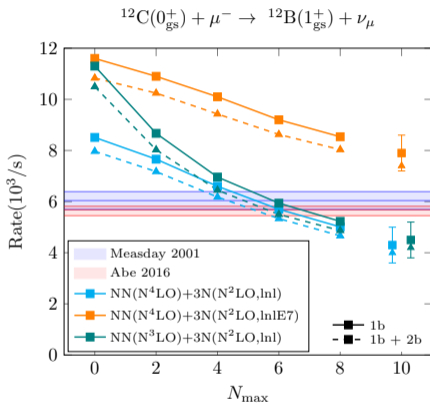 ¹²C(0⁺gs) + μ⁻ → ¹²B(1⁺gs) + νμ
12
10
8
6
4
2
0
Rate(10³/s)
Measday 2001
Abe 2016
NN(N⁴LO)+3N(N²LO,lnl)
NN(N⁴LO)+3N(N²LO,lnlE7)
NN(N³LO)+3N(N²LO,lnl)
1b
1b + 2b
0 2 4 6 8 10
Nmax